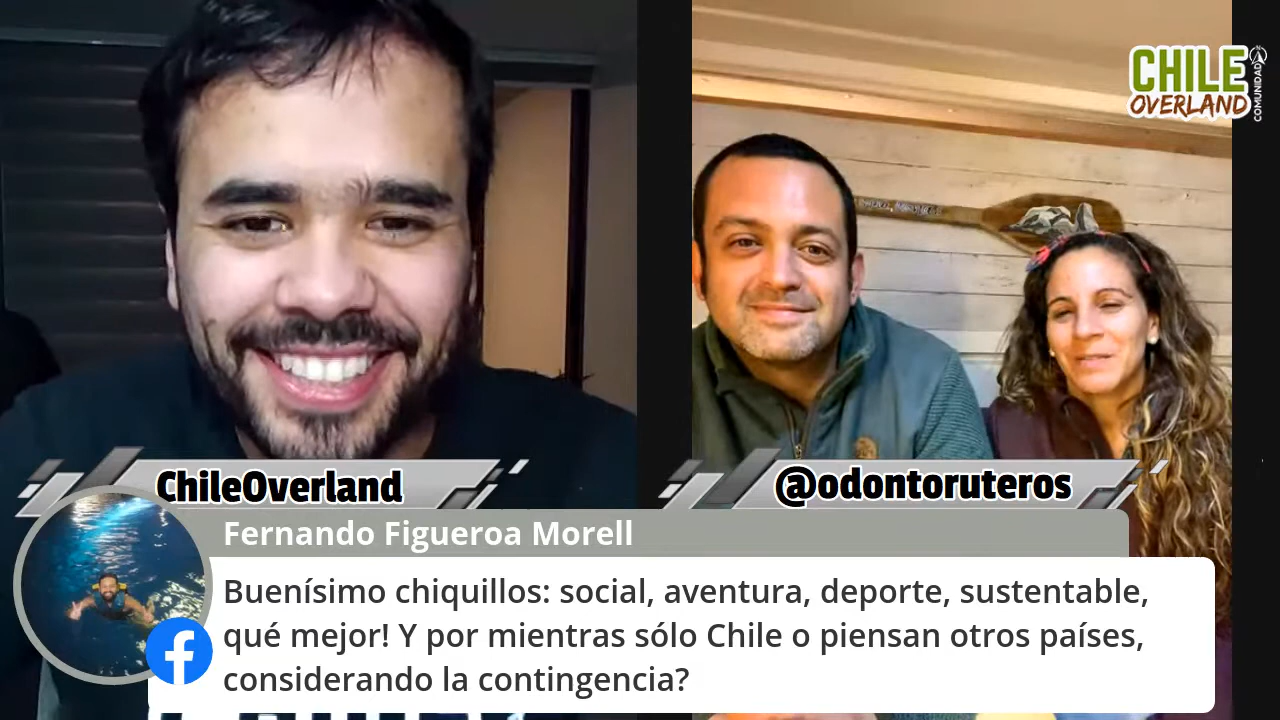 CHILE
OVERLAND
COMUNIDAD
ChileOverland
@odontoruteros
Fernando Figueroa Morell
Buenísimo chiquillos: social, aventura, deporte, sustentable,
qué mejor! Y por mientras sólo Chile o piensan otros países,
considerando la contingencia?